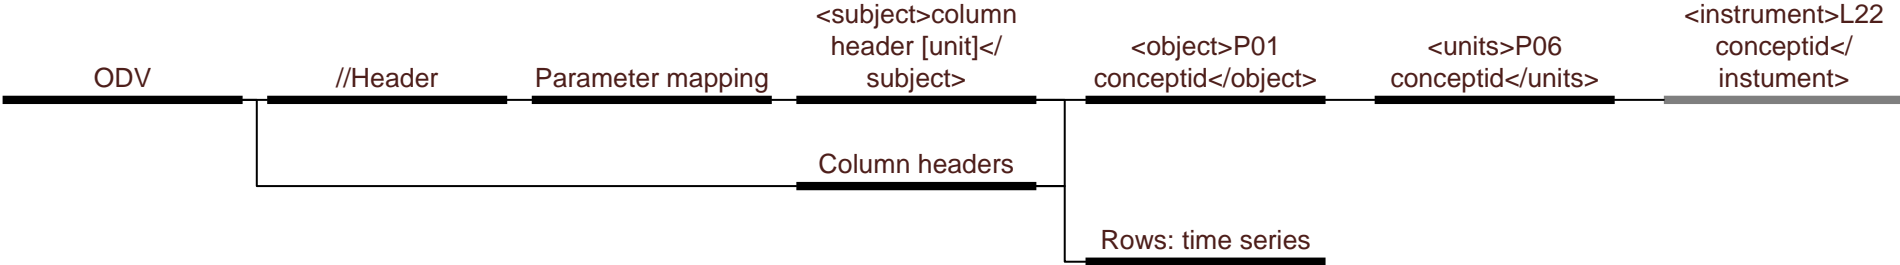 ODV
//Header
Parameter mapping
<subject>column
header [unit]</
subject>
<object>P01
conceptid</object>
<units>P06
conceptid</units>
<instrument>L22
conceptid</
instument>
Column headers
Rows: time series